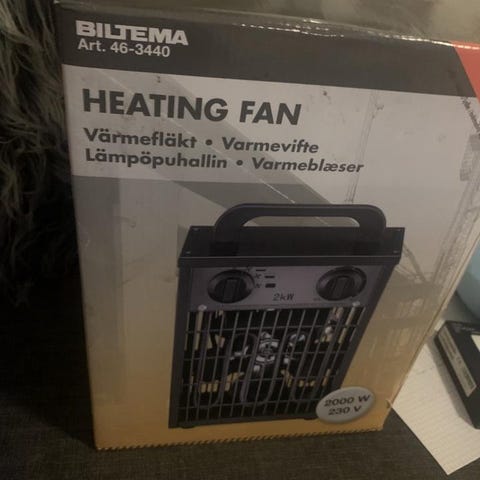 BILTEMA
Art. 46-3440
HEATING FAN
Värmefläkt • Varmevifte
Lämpöpuhallin • Varmeblæser
2kW
2000 W
230 V